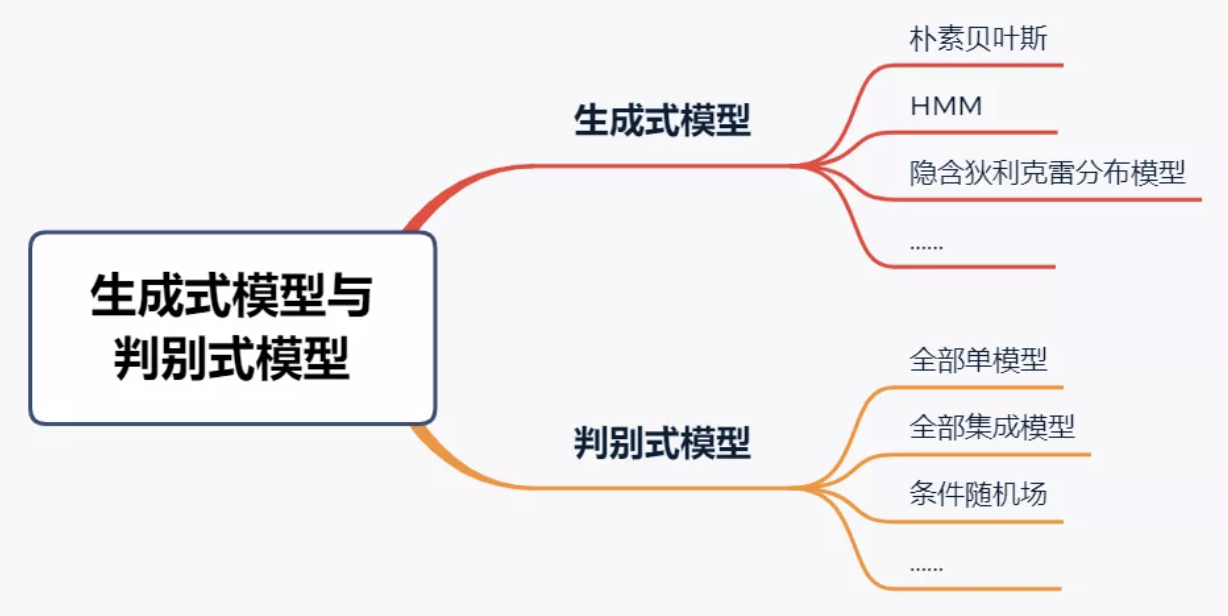 生成式模型与
判别式模型
生成式模型
朴素贝叶斯
HMM
隐含狄利克雷分布模型
......
判别式模型
全部单模型
全部集成模型
条件随机场
......